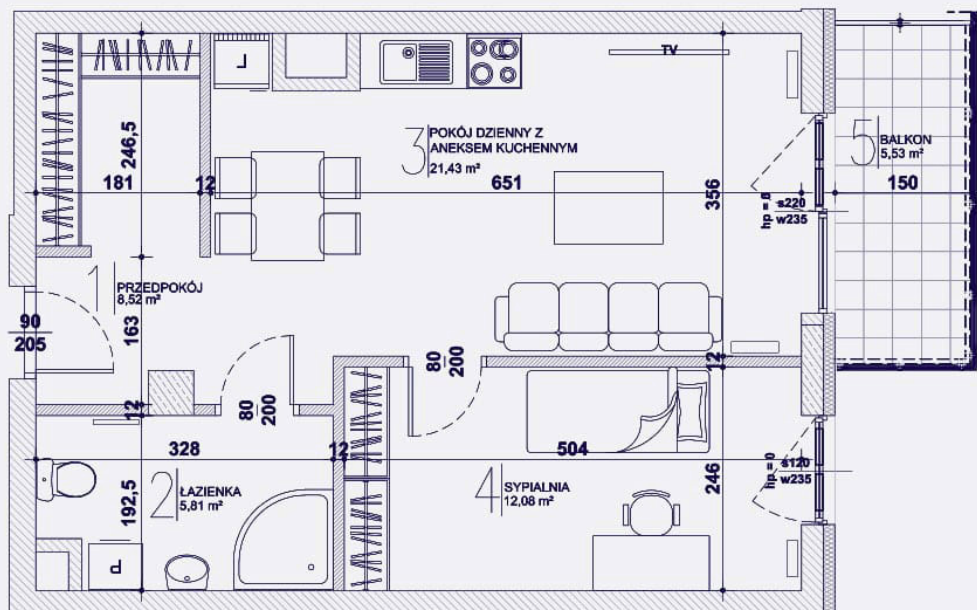 L
TV
3
POKÓJ DZIENNY Z
ANEKSEM KUCHENNYM
21,43 m²
5
BALKON
5,53 m²
246,5
181
12
651
356
150
hp = 0
s220
w235
1
PRZEDPOKÓJ
8,52 m²
90
205
163
80
200
12
12
80
200
328
12
504
246
hp = 0
s120
w235
2
ŁAZIENKA
5,81 m²
192,5
4
SYPIALNIA
12,08 m²
P